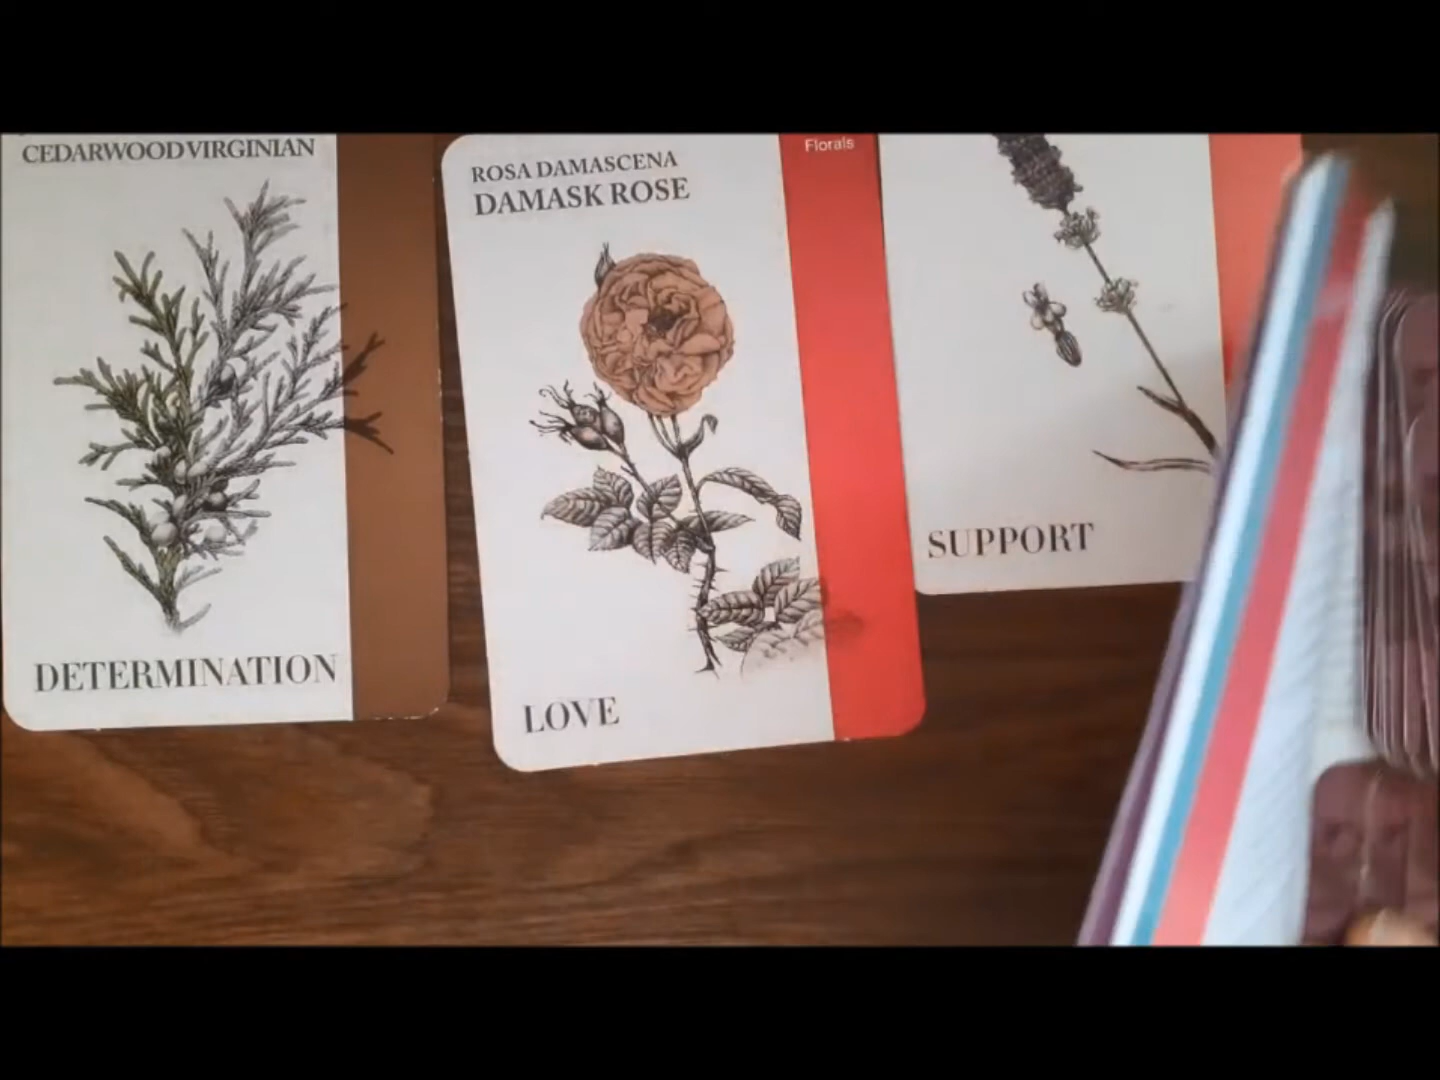 CEDARWOOD VIRGINIAN
DETERMINATION
ROSA DAMASCENA
DAMASK ROSE
LOVE
Florals
SUPPORT